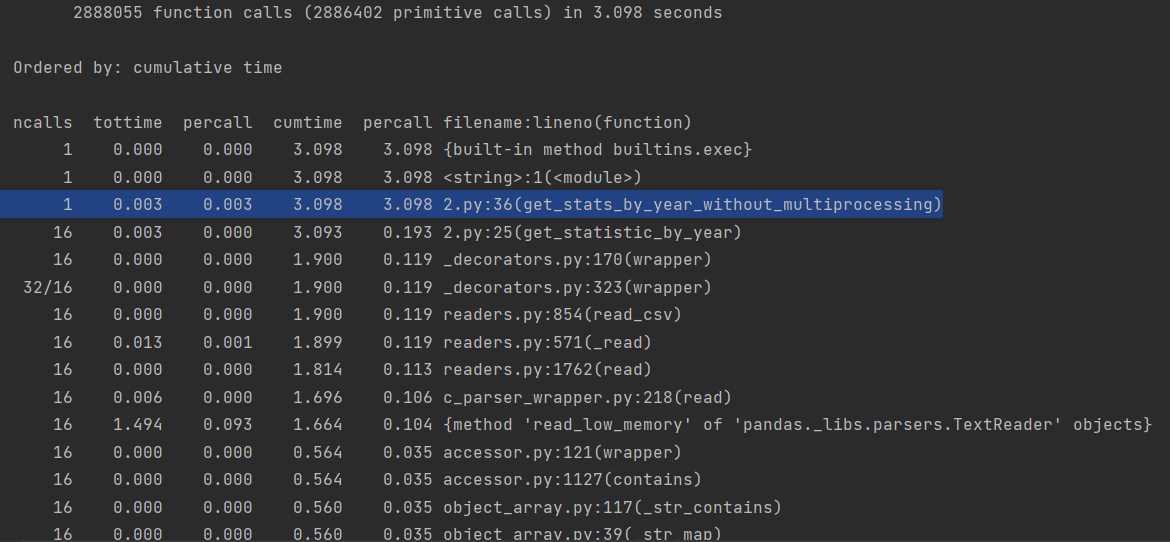 2888055 function calls (2886402 primitive calls) in 3.098 seconds
Ordered by: cumulative time
ncalls  tottime  percall  cumtime  percall filename:lineno(function)
1    0.000    0.000    3.098    3.098 {built-in method builtins.exec}
1    0.000    0.000    3.098    3.098 <string>:1(<module>)
1    0.003    0.003    3.098    3.098 2.py:36(get_stats_by_year_without_multiprocessing)
16    0.003    0.000    3.093    0.193 2.py:25(get_statistic_by_year)
16    0.000    0.000    1.900    0.119 _decorators.py:170(wrapper)
32/16    0.000    0.000    1.900    0.119 _decorators.py:323(wrapper)
16    0.000    0.000    1.900    0.119 readers.py:854(read_csv)
16    0.013    0.001    1.899    0.119 readers.py:571(_read)
16    0.000    0.000    1.814    0.113 readers.py:1762(read)
16    0.006    0.000    1.696    0.106 c_parser_wrapper.py:218(read)
16    1.494    0.093    1.664    0.104 {method 'read_low_memory' of 'pandas._libs.parsers.TextReader' objects}
16    0.000    0.000    0.564    0.035 accessor.py:121(wrapper)
16    0.000    0.000    0.564    0.035 accessor.py:1127(contains)
16    0.000    0.000    0.560    0.035 object_array.py:117(_str_contains)
16    0.000    0.000    0.560    0.035 object_array.py:39(_str_map)